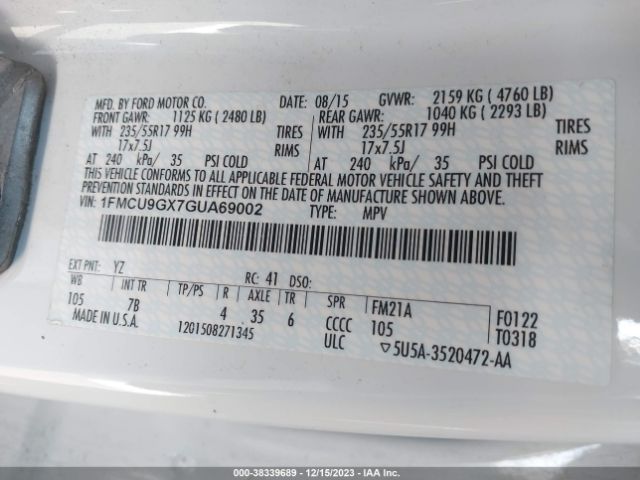 MFD. BY FORD MOTOR CO. DATE: 08/15 GVWR: 2159 KG ( 4760 LB)
FRONT GAWR: 1125 KG ( 2480 LB) REAR GAWR: 1040 KG ( 2293 LB)
WITH 235/55R17 99H TIRES WITH 235/55R17 99H TIRES
17x7.5J RIMS 17x7.5J RIMS
AT 240 kPa/ 35 PSI COLD AT 240 kPa/ 35 PSI COLD
THIS VEHICLE CONFORMS TO ALL APPLICABLE FEDERAL MOTOR VEHICLE SAFETY AND THEFT
PREVENTION STANDARDS IN EFFECT ON THE DATE OF MANUFACTURE SHOWN ABOVE.
VIN: 1FMCU9GX7GUA69002 TYPE: MPV
EXT PNT: YZ RC: 41 DSO:
WB INT TR TP/PS R AXLE TR SPR FM21A F0122
105 7B 4 35 6 CCCC 105 T0318
MADE IN U.S.A. 1201508271345 ULC ▽5U5A-3520472-AA
000-38339689 - 12/15/2023 - IAA Inc.